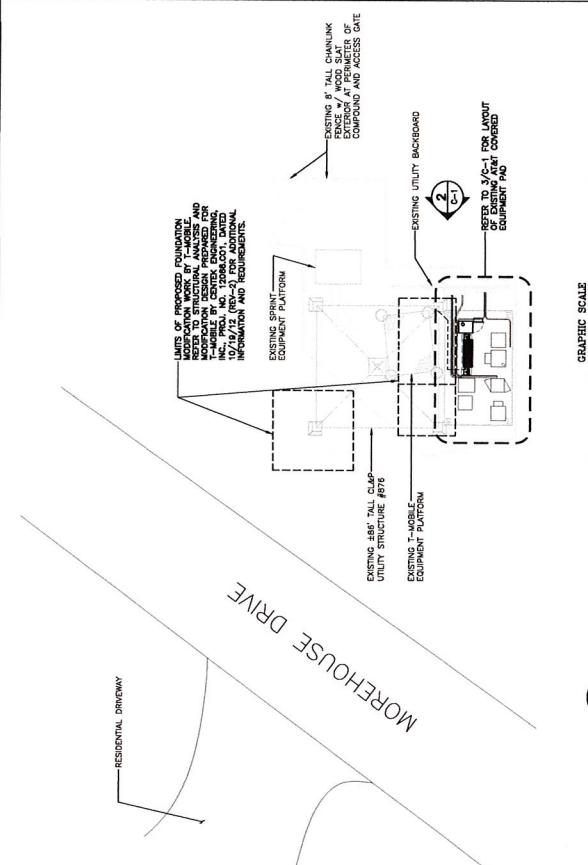 EXISTING 8' TALL CHAINLINK
FENCE w/ WOOD SLAT
EXTERIOR AT PERIMETER OF
COMPOUND AND ACCESS GATE
LIMITS OF PROPOSED FOUNDATION
MODIFICATION WORK BY T-MOBILE.
REFER TO STRUCTURAL ANALYSIS AND
MODIFICATION DESIGN PREPARED FOR
T-MOBILE BY CENTEK ENGINEERING,
INC., PROJ. NO. 12066.CO1, DATED
10/19/12 (REV-2) FOR ADDITIONAL
INFORMATION AND REQUIREMENTS.
EXISTING SPRINT
EQUIPMENT PLATFORM
EXISTING UTILITY BACKBOARD
2
C-1
REFER TO 3/C-1 FOR LAYOUT
OF EXISTING AT&T COVERED
EQUIPMENT PAD
EXISTING ±86' TALL CL&P
UTILITY STRUCTURE #876
EXISTING T-MOBILE
EQUIPMENT PLATFORM
MOREHOUSE DRIVE
RESIDENTIAL DRIVEWAY
GRAPHIC SCALE